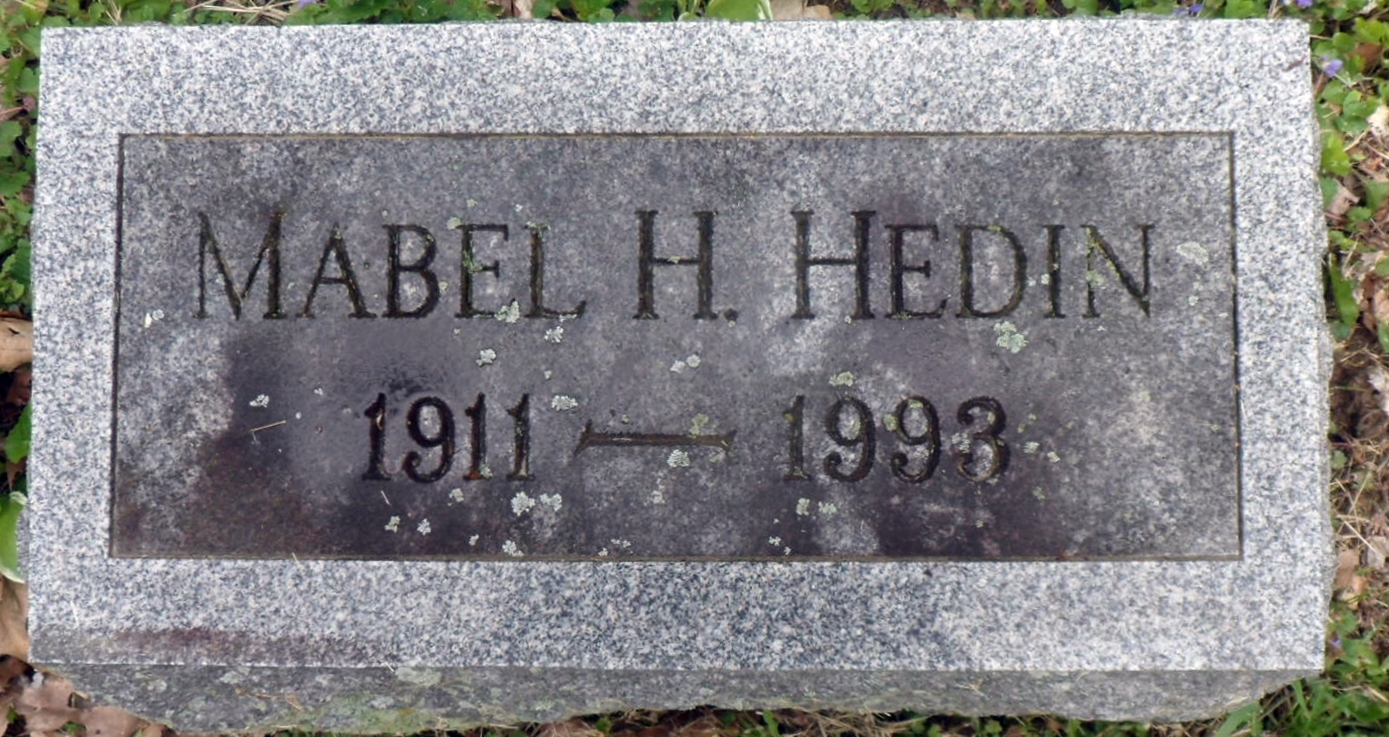 MABEL H. HEDIN
1911 — 1993